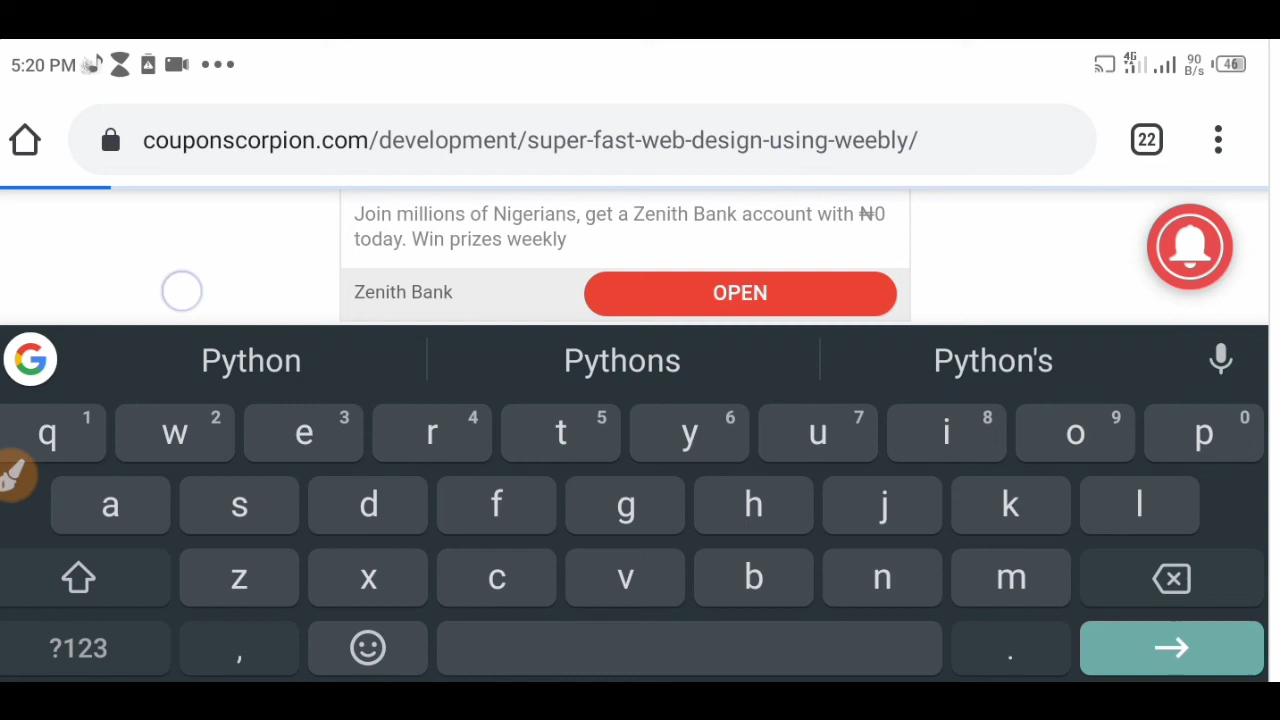 5:20 PM
4G
90
B/s
46
couponscorpion.com/development/super-fast-web-design-using-weebly/
22
Join millions of Nigerians, get a Zenith Bank account with ₦0
today. Win prizes weekly
Zenith Bank
OPEN
G
Python
Pythons
Python's
q 1 w 2 e 3 r 4 t 5 y 6 u 7 i 8 o 9 p 0
a s d f g h j k l
z x c v b n m
?123 , .